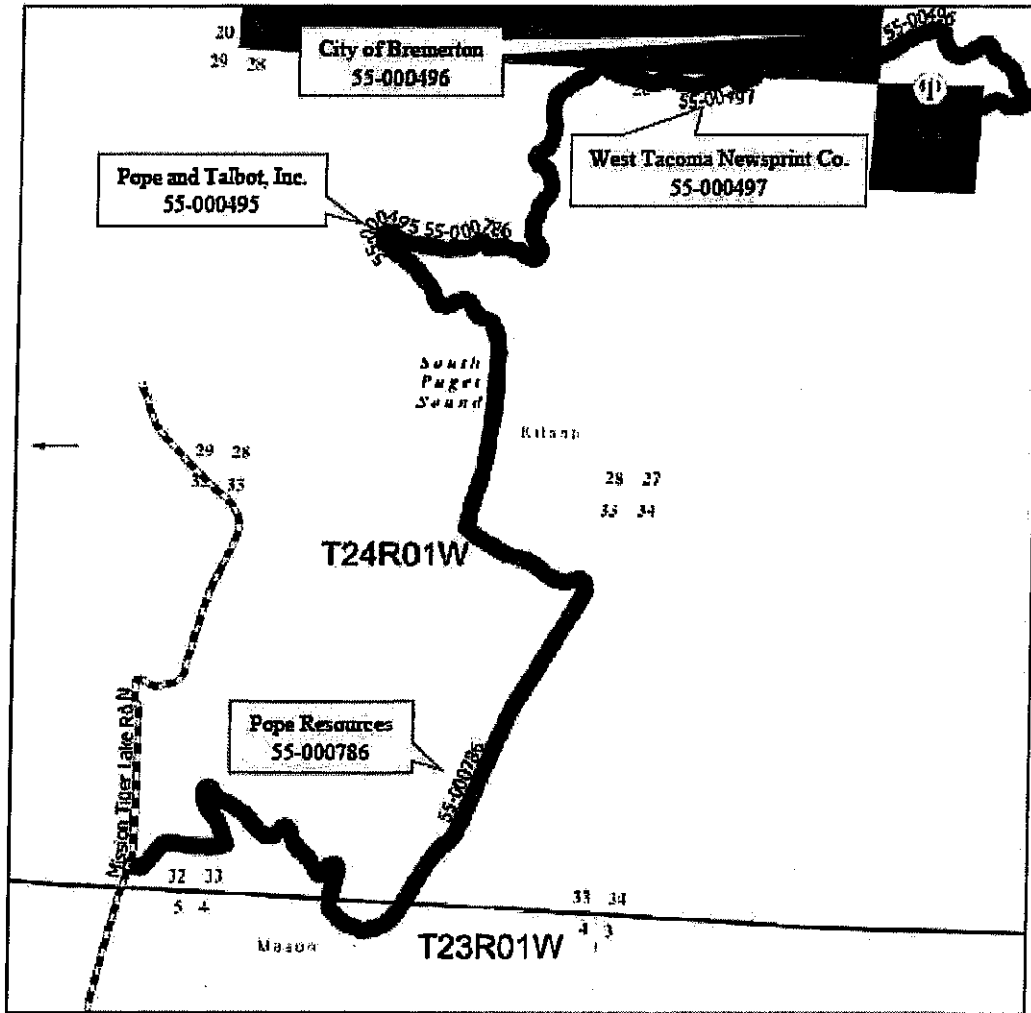 20
29 28
City of Bremerton
55-000496
55-000496
55-00497
West Tacoma Newsprint Co.
55-000497
Pope and Talbot, Inc.
55-000495
55-000495
55-000786
South
Puget
Sound
Kitsap
29 28
32 33
28 27
33 34
T24R01W
Mission Tiger Lake Rd N
Pope Resources
55-000786
55-000786
32 33
5 4
33 34
4 3
Mason
T23R01W